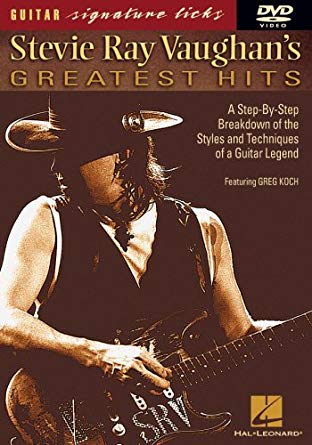 GUITAR signature licks
DVD
VIDEO
Stevie Ray Vaughan's
GREATEST HITS
A Step-By-Step
Breakdown of the
Styles and Techniques
of a Guitar Legend
Featuring GREG KOCH
SRV
HAL•LEONARD®